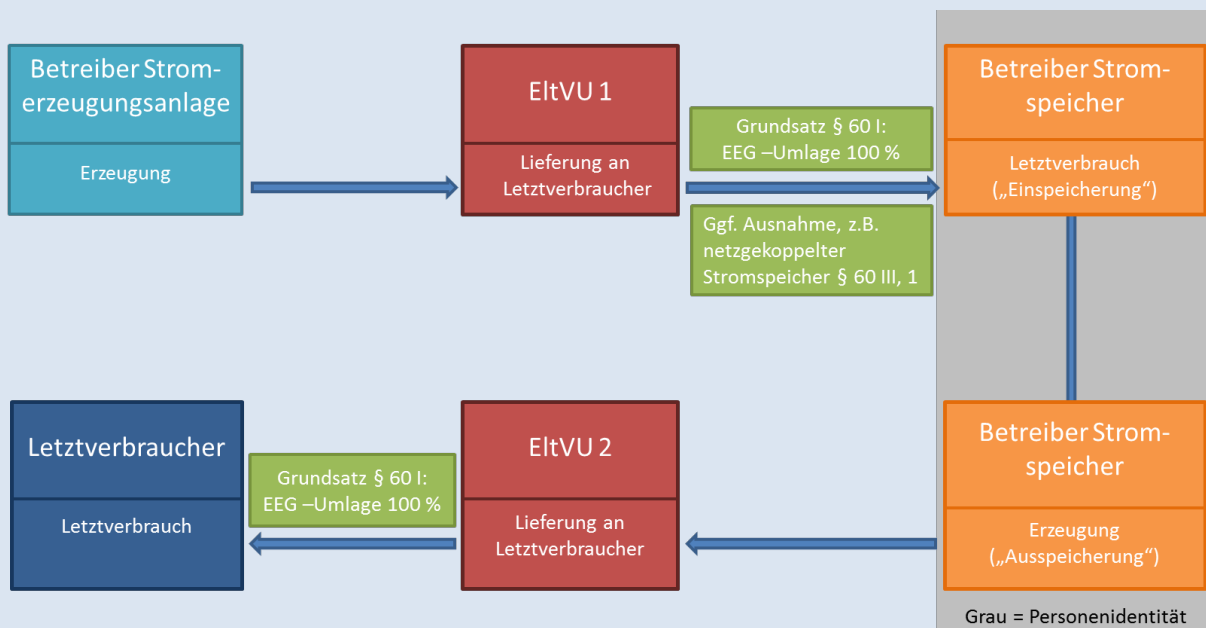 Betreiber Strom-
erzeugungsanlage
Erzeugung
EltVU 1
Lieferung an
Letztverbraucher
Grundsatz § 60 I:
EEG –Umlage 100 %
Ggf. Ausnahme, z.B.
netzgekoppelter
Stromspeicher § 60 III, 1
Betreiber Strom-
speicher
Letztverbrauch
(„Einspeicherung“)
Letztverbraucher
Letztverbrauch
Grundsatz § 60 I:
EEG –Umlage 100 %
EltVU 2
Lieferung an
Letztverbraucher
Betreiber Strom-
speicher
Erzeugung
(„Ausspeicherung“)
Grau = Personenidentität